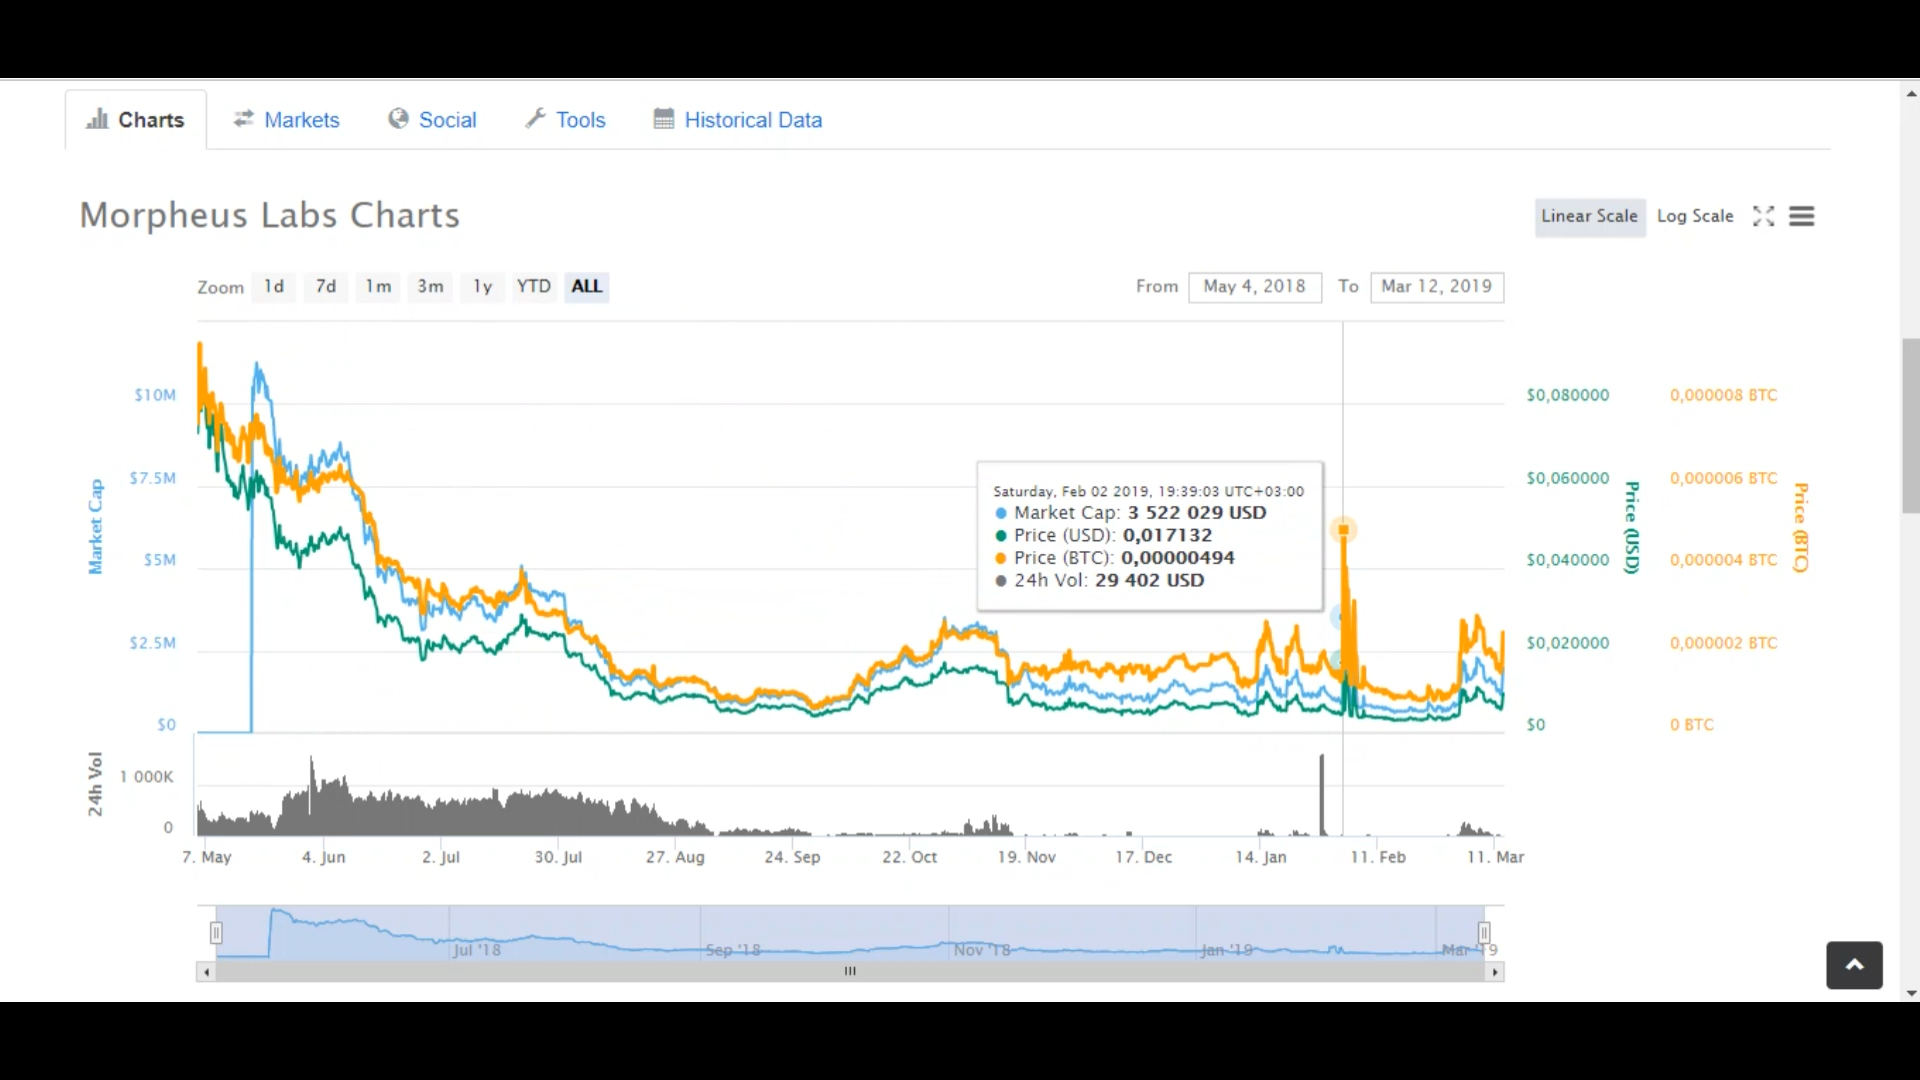 Charts Markets Social Tools Historical Data
Morpheus Labs Charts
Linear Scale Log Scale
Zoom 1d 7d 1m 3m 1y YTD ALL
From May 4, 2018 To Mar 12, 2019
Market Cap
$10M
$7.5M
$5M
$2.5M
$0
Saturday, Feb 02 2019, 19:39:03 UTC+03:00
Market Cap: 3 522 029 USD
Price (USD): 0,017132
Price (BTC): 0,00000494
24h Vol: 29 402 USD
$0,080000
$0,060000
$0,040000
$0,020000
$0
Price (USD)
0,000008 BTC
0,000006 BTC
0,000004 BTC
0,000002 BTC
0 BTC
Price (BTC)
24h Vol
1 000K
0
7. May 4. Jun 2. Jul 30. Jul 27. Aug 24. Sep 22. Oct 19. Nov 17. Dec 14. Jan 11. Feb 11. Mar
Jul '18 Sep '18 Nov '18 Jan '19 Mar '19